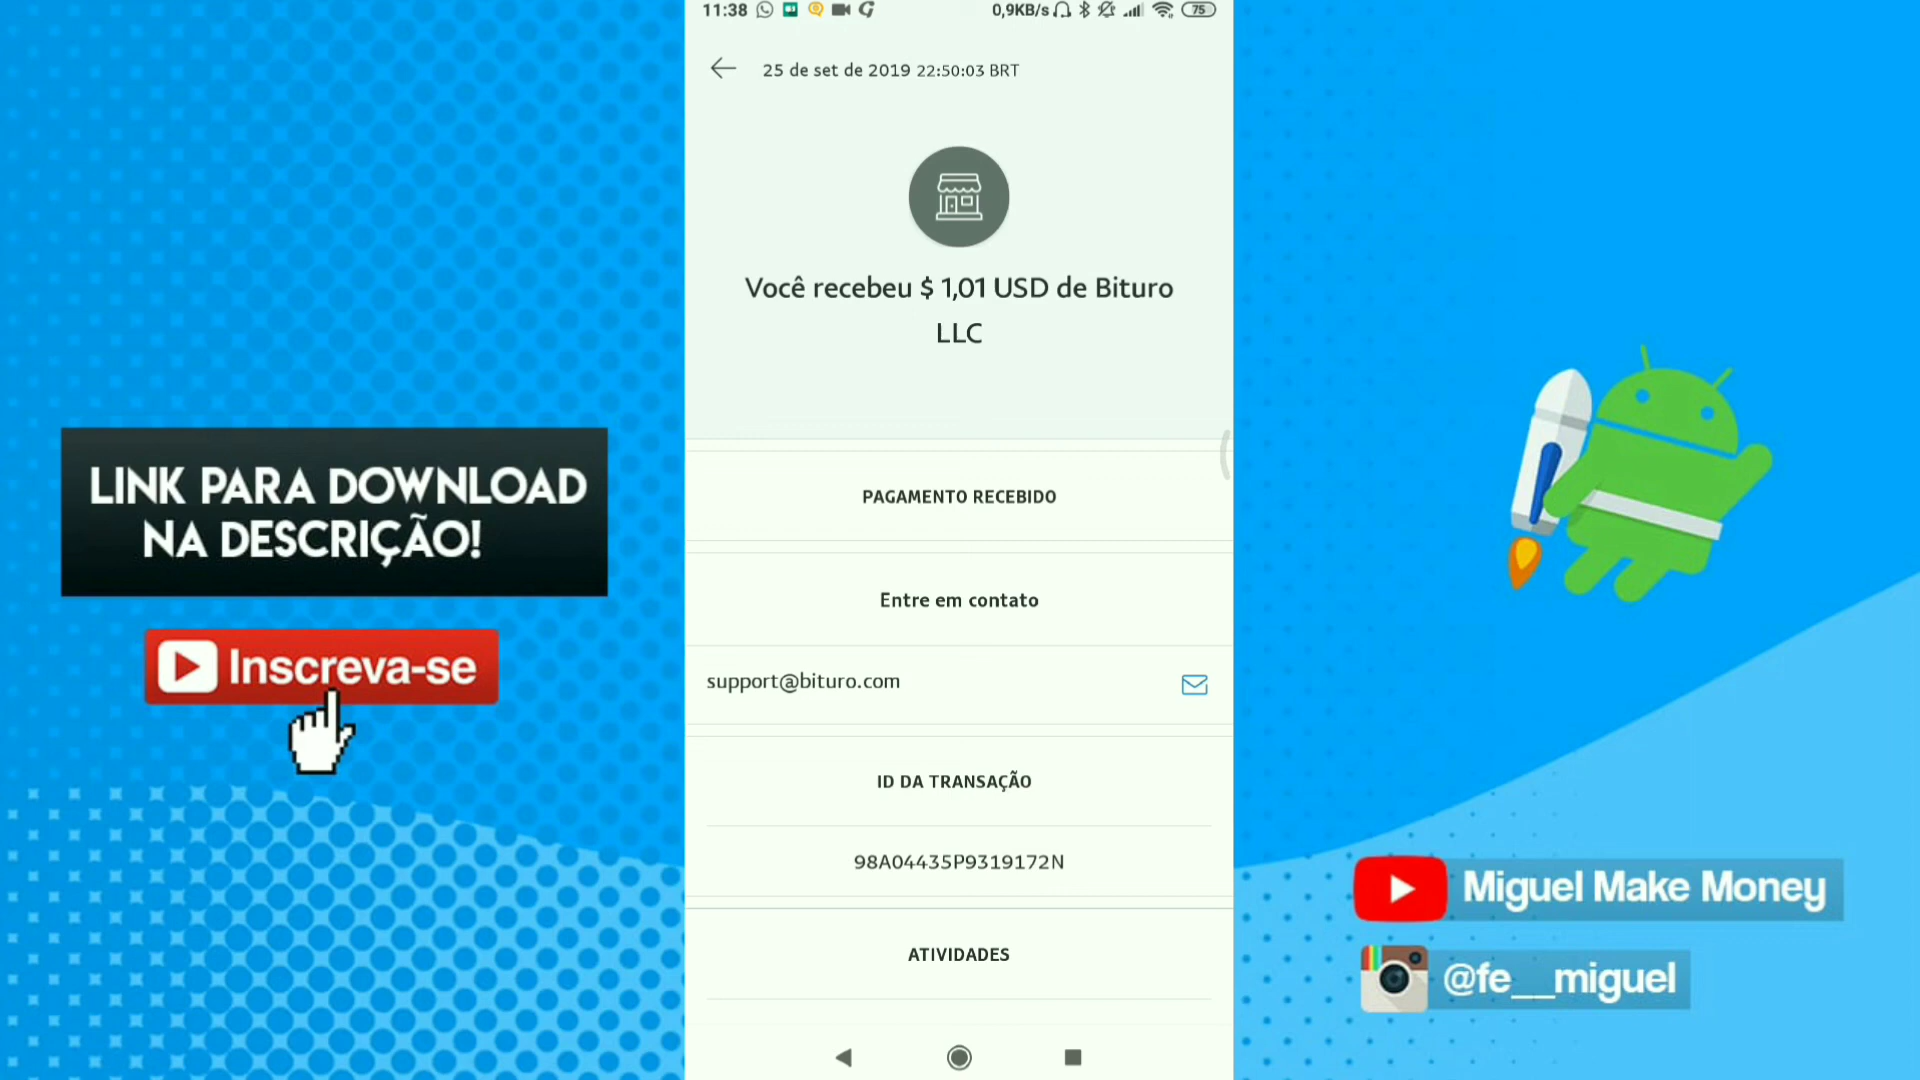 11:38
0,9KB/s
75
25 de set de 2019 22:50:03 BRT
Você recebeu $ 1,01 USD de Bituro
LLC
PAGAMENTO RECEBIDO
Entre em contato
support@bituro.com
ID DA TRANSAÇÃO
98A04435P9319172N
ATIVIDADES
LINK PARA DOWNLOAD
NA DESCRIÇÃO!
Inscreva-se
Miguel Make Money
@fe__miguel